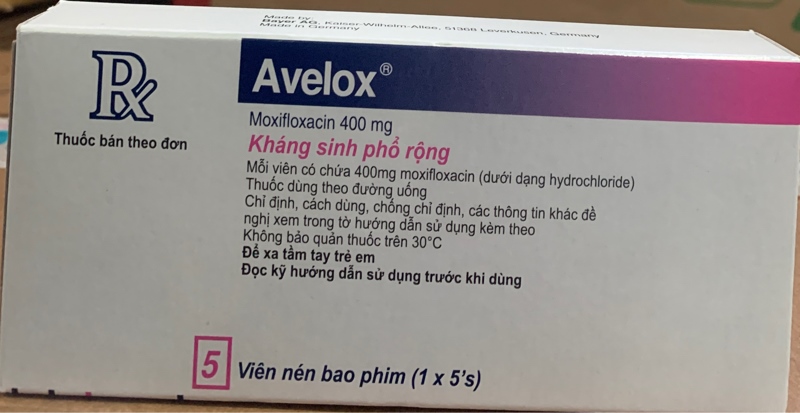 Made by:
Bayer AG, Kaiser-Wilhelm-Allee, 51368 Leverkusen, Germany
Made in Germany
Rx
Thuốc bán theo đơn
Avelox®
Moxifloxacin 400 mg
Kháng sinh phổ rộng
Mỗi viên có chứa 400mg moxifloxacin (dưới dạng hydrochloride)
Thuốc dùng theo đường uống
Chỉ định, cách dùng, chống chỉ định, các thông tin khác đề
nghị xem trong tờ hướng dẫn sử dụng kèm theo
Không bảo quản thuốc trên 30°C
Để xa tầm tay trẻ em
Đọc kỹ hướng dẫn sử dụng trước khi dùng
5 Viên nén bao phim (1 x 5's)